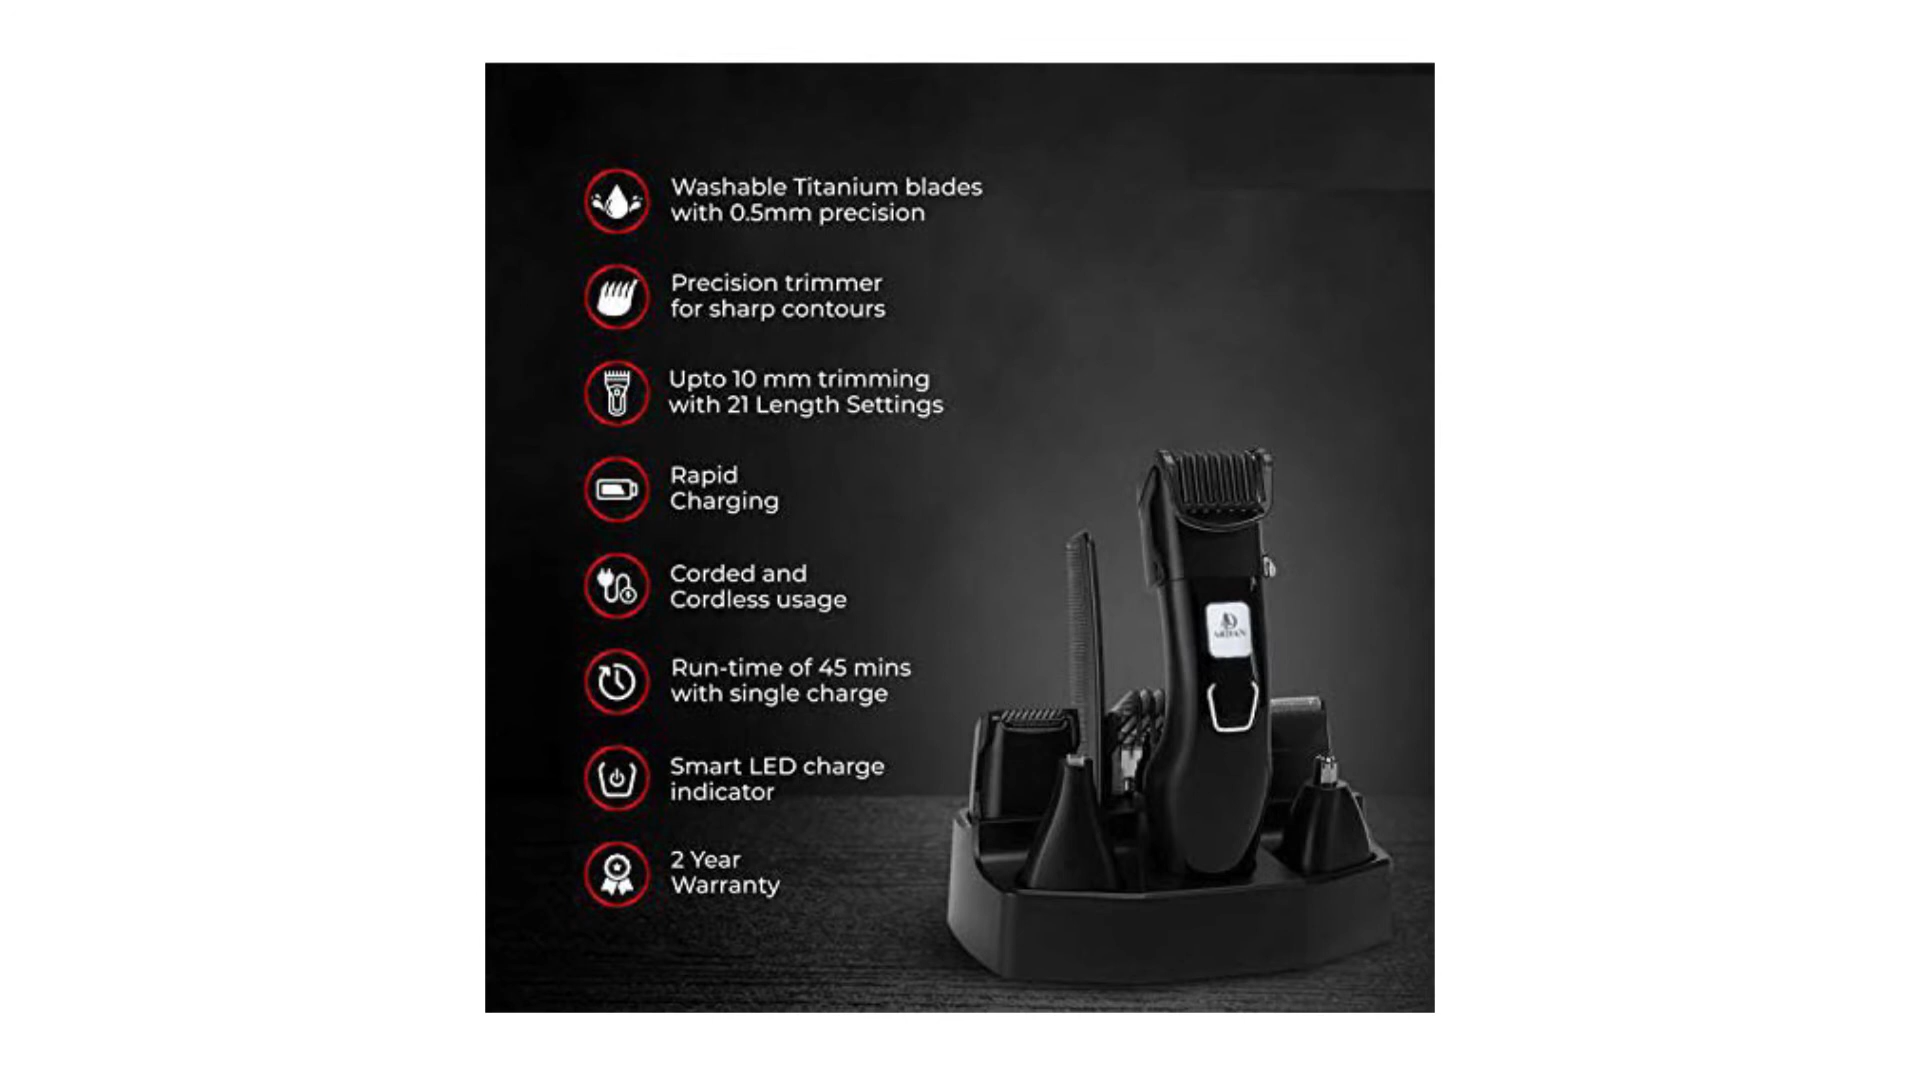 Washable Titanium blades
with 0.5mm precision
Precision trimmer
for sharp contours
Upto 10 mm trimming
with 21 Length Settings
Rapid
Charging
Corded and
Cordless usage
Run-time of 45 mins
with single charge
Smart LED charge
indicator
2 Year
Warranty